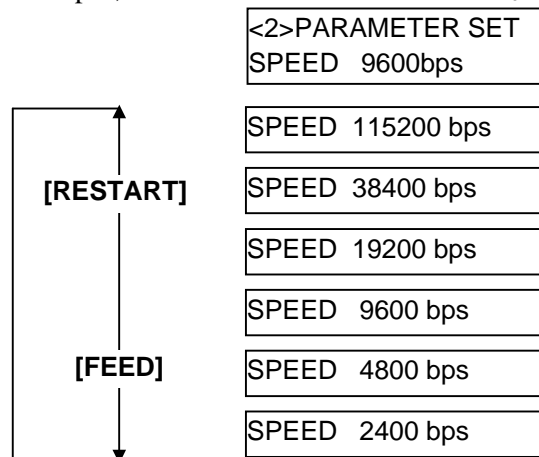 <2>PARAMETER SET
SPEED 9600bps
SPEED 115200 bps
[RESTART]
SPEED 38400 bps
SPEED 19200 bps
SPEED 9600 bps
[FEED]
SPEED 4800 bps
SPEED 2400 bps